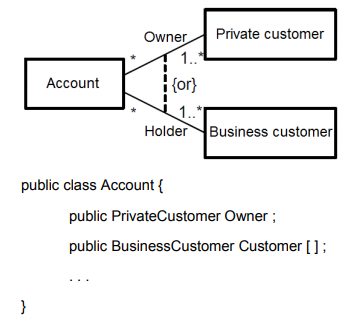 Owner
Private customer
*
1..*
Account
{or}
1..*
*
Holder
Business customer
public class Account {
public PrivateCustomer Owner ;
public BusinessCustomer Customer [ ] ;
. . .
}